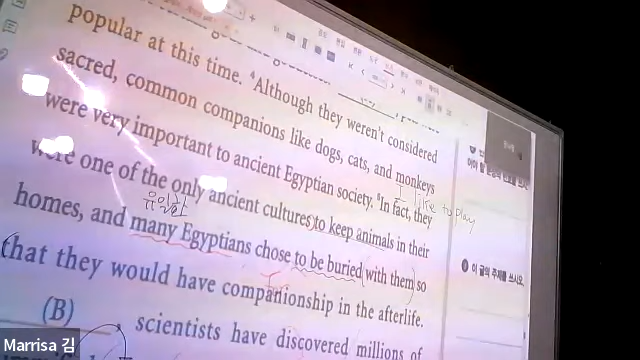 popular at this time. ⁴Although they weren't considered
sacred, common companions like dogs, cats, and monkeys
were very important to ancient Egyptian society. ⁵In fact, they
I like to play
were one of the only ancient cultures to keep animals in their
유일한
homes, and many Egyptians chose to be buried with them so
that they would have companionship in the afterlife.
(B)
scientists have discovered millions of
이 글의 주제를 쓰시오.
Marrisa 김